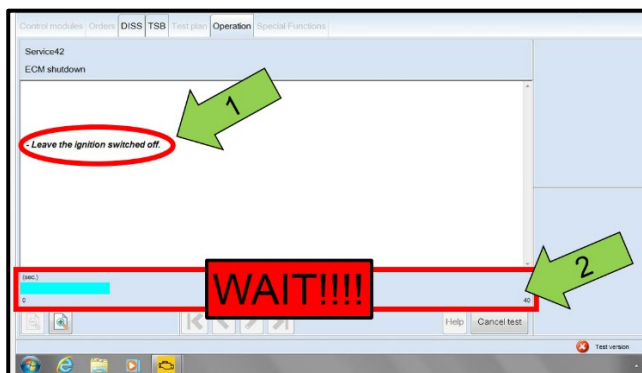 Control modules Orders DISS TSB Test plan Operation Special Functions
Service42
ECM shutdown
1
- Leave the ignition switched off.
2
(sec.)
WAIT!!!!
0 40
Help Cancel test
Test version